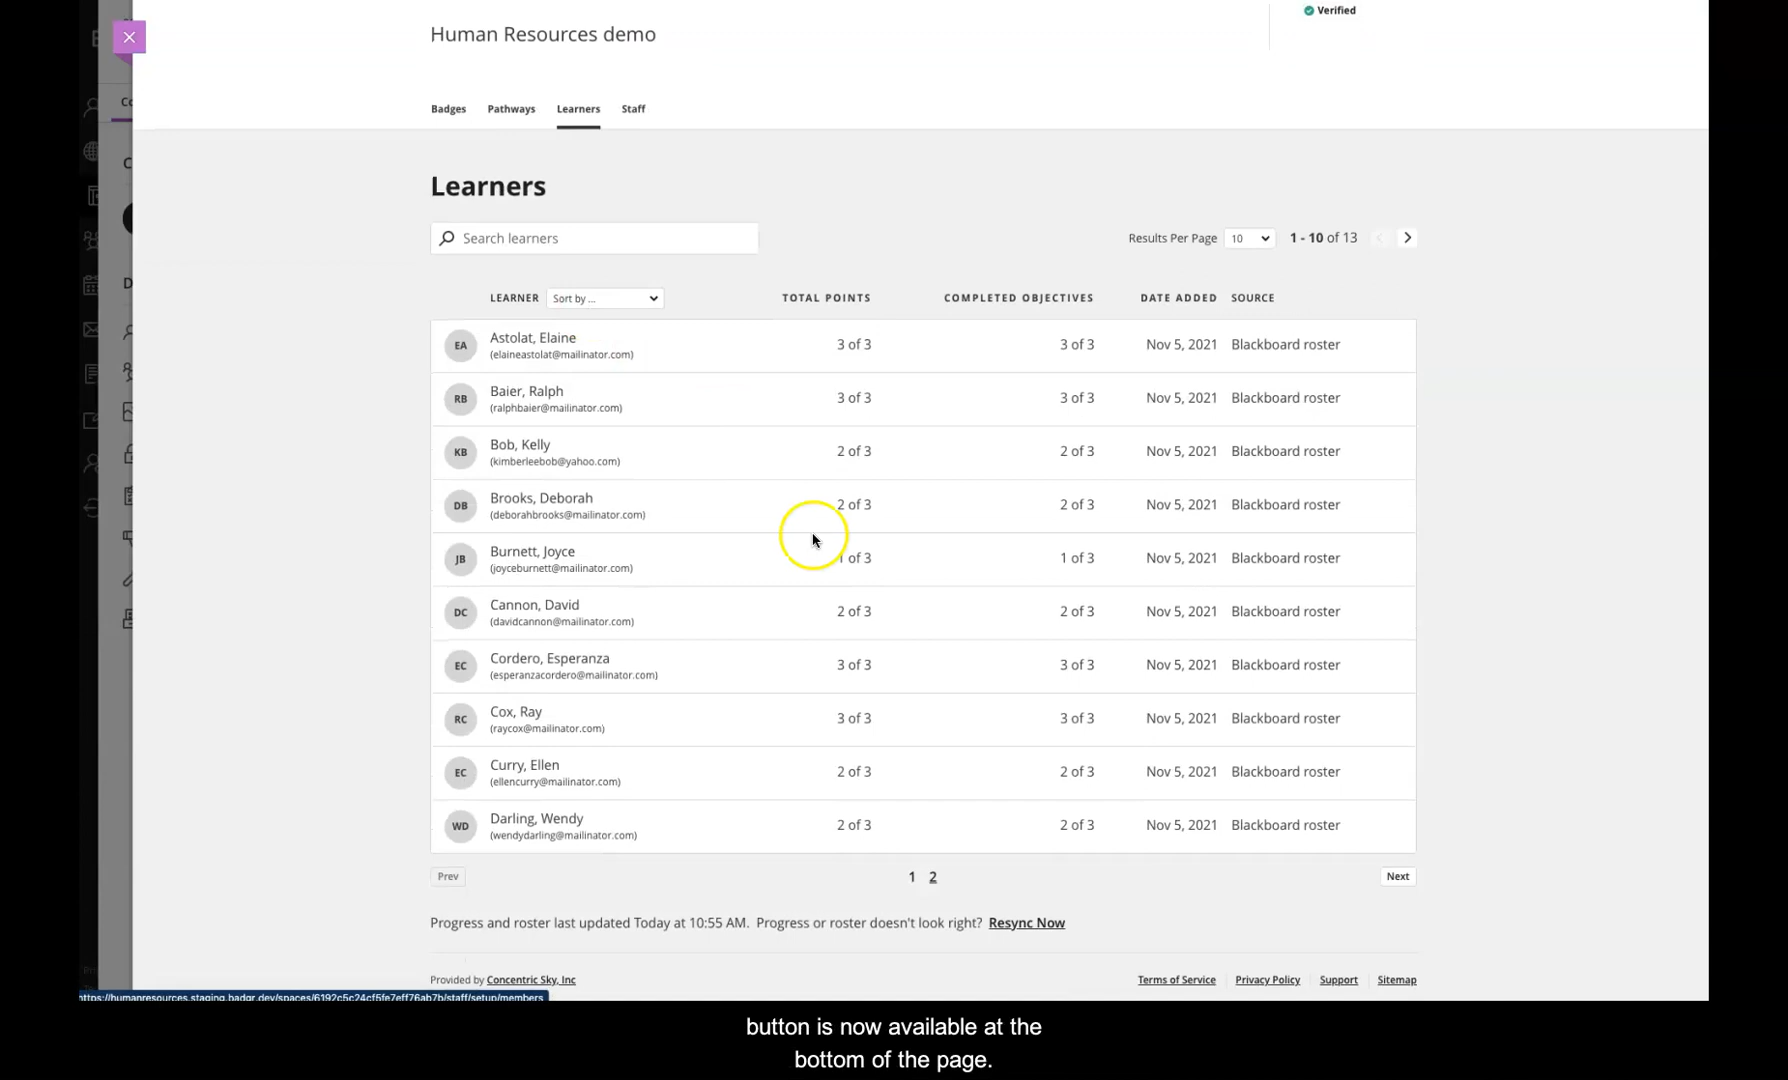 Human Resources demo
Verified
Badges Pathways Learners Staff
Learners
Search learners
Results Per Page 10 1 - 10 of 13
LEARNER Sort by ... TOTAL POINTS COMPLETED OBJECTIVES DATE ADDED SOURCE
EA Astolat, Elaine 3 of 3 3 of 3 Nov 5, 2021 Blackboard roster
(elaineastolat@mailinator.com)
RB Baier, Ralph 3 of 3 3 of 3 Nov 5, 2021 Blackboard roster
(ralphbaier@mailinator.com)
KB Bob, Kelly 2 of 3 2 of 3 Nov 5, 2021 Blackboard roster
(kimberleebob@yahoo.com)
DB Brooks, Deborah 2 of 3 2 of 3 Nov 5, 2021 Blackboard roster
(deborahbrooks@mailinator.com)
JB Burnett, Joyce 1 of 3 1 of 3 Nov 5, 2021 Blackboard roster
(joyceburnett@mailinator.com)
DC Cannon, David 2 of 3 2 of 3 Nov 5, 2021 Blackboard roster
(davidcannon@mailinator.com)
EC Cordero, Esperanza 3 of 3 3 of 3 Nov 5, 2021 Blackboard roster
(esperanzacordero@mailinator.com)
RC Cox, Ray 3 of 3 3 of 3 Nov 5, 2021 Blackboard roster
(raycox@mailinator.com)
EC Curry, Ellen 2 of 3 2 of 3 Nov 5, 2021 Blackboard roster
(ellencurry@mailinator.com)
WD Darling, Wendy 2 of 3 2 of 3 Nov 5, 2021 Blackboard roster
(wendydarling@mailinator.com)
Prev 1 2 Next
Progress and roster last updated Today at 10:55 AM. Progress or roster doesn't look right? Resync Now
Provided by Concentric Sky, Inc Terms of Service Privacy Policy Support Sitemap
button is now available at the
bottom of the page.